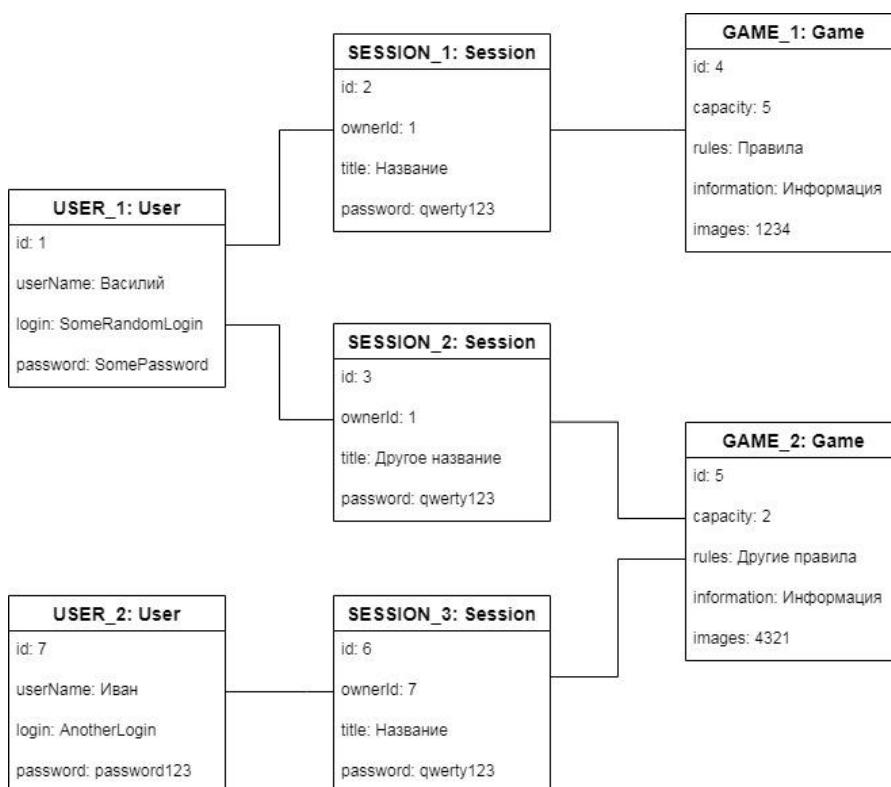 SESSION_1: Session
id: 2
ownerId: 1
title: Название
password: qwerty123
GAME_1: Game
id: 4
capacity: 5
rules: Правила
information: Информация
images: 1234
USER_1: User
id: 1
userName: Василий
login: SomeRandomLogin
password: SomePassword
SESSION_2: Session
id: 3
ownerId: 1
title: Другое название
password: qwerty123
GAME_2: Game
id: 5
capacity: 2
rules: Другие правила
information: Информация
images: 4321
USER_2: User
id: 7
userName: Иван
login: AnotherLogin
password: password123
SESSION_3: Session
id: 6
ownerId: 7
title: Название
password: qwerty123